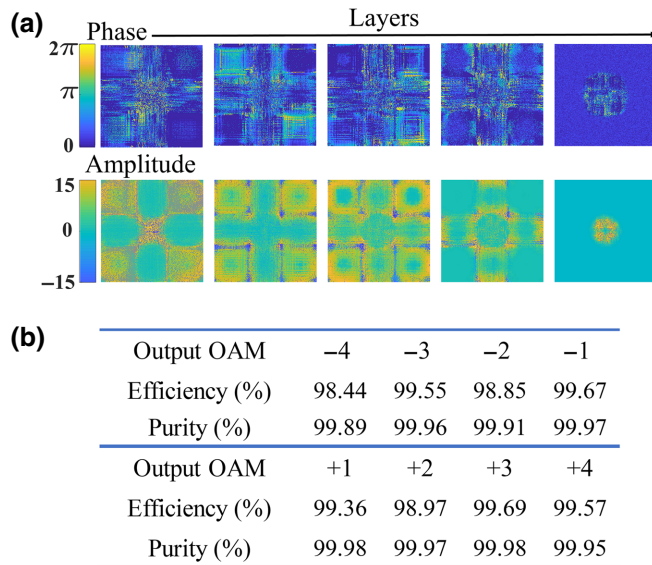 (a)
Layers
Phase
2π
π
0
Amplitude
15
0
−15
(b)
Output OAM −4 −3 −2 −1
Efficiency (%) 98.44 99.55 98.85 99.67
Purity (%) 99.89 99.96 99.91 99.97
Output OAM +1 +2 +3 +4
Efficiency (%) 99.36 98.97 99.69 99.57
Purity (%) 99.98 99.97 99.98 99.95